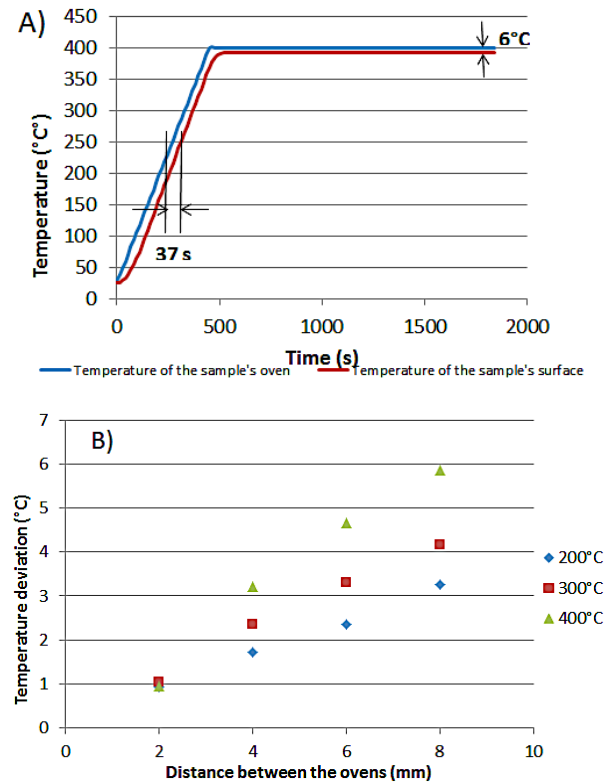 A)
Temperature (°C°)
450
400
350
300
250
200
150
100
50
0
6°C
37 s
0
500
1000
1500
2000
Time (s)
Temperature of the sample's oven
Temperature of the sample's surface
B)
Temperature deviation (°C)
7
6
5
4
3
2
1
0
200°C
300°C
400°C
0
2
4
6
8
10
Distance between the ovens (mm)